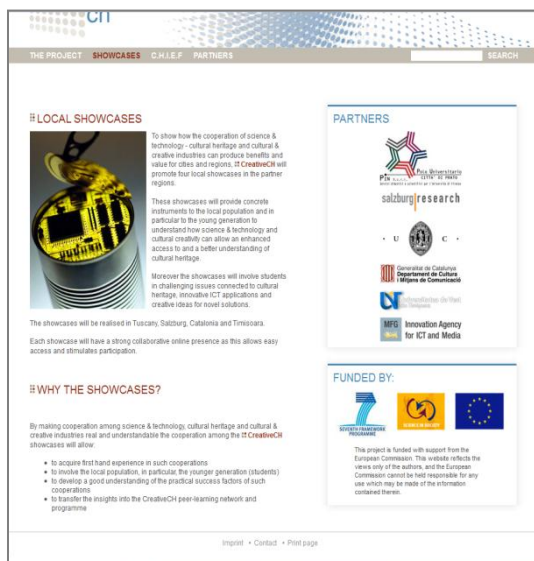 cn
THE PROJECT SHOWCASES C.H.I.E.F PARTNERS SEARCH
LOCAL SHOWCASES
To show how the cooperation of science &
technology - cultural heritage and cultural &
creative industries can produce benefits and
value for cities and regions, CreativeCH will
promote four local showcases in the partner
regions.
These showcases will provide concrete
instruments to the local population and in
particular to the young generation to
understand how science & technology and
cultural creativity can allow an enhanced
access to and a better understanding of
cultural heritage.
Moreover the showcases will involve students
in challenging issues connected to cultural
heritage, innovative ICT applications and
creative ideas for novel solutions.
The showcases will be realised in Tuscany, Salzburg, Catalonia and Timisoara.
Each showcase will have a strong collaborative online presence as this allows easy
access and stimulates participation.
WHY THE SHOWCASES?
By making cooperation among science & technology, cultural heritage and cultural &
creative industries real and understandable the cooperation among the CreativeCH
showcases will allow:
to acquire first hand experience in such cooperations
to involve the local population, in particular, the younger generation (students)
to develop a good understanding of the practical success factors of such
cooperations
to transfer the insights into the CreativeCH peer-learning network and
programme
PARTNERS
PIN Polo Universitario
CITTA' DI PRATO
salzburg|research
· U C ·
Generalitat de Catalunya
Departament de Cultura
i Mitjans de Comunicació
Universitatea de Vest
MFG Innovation Agency
for ICT and Media
FUNDED BY:
SEVENTH FRAMEWORK
PROGRAMME
This project is funded with support from the
European Commission. This website reflects the
views only of the authors, and the European
Commission cannot be held responsible for any
use which may be made of the information
contained therein.
Imprint • Contact • Print page